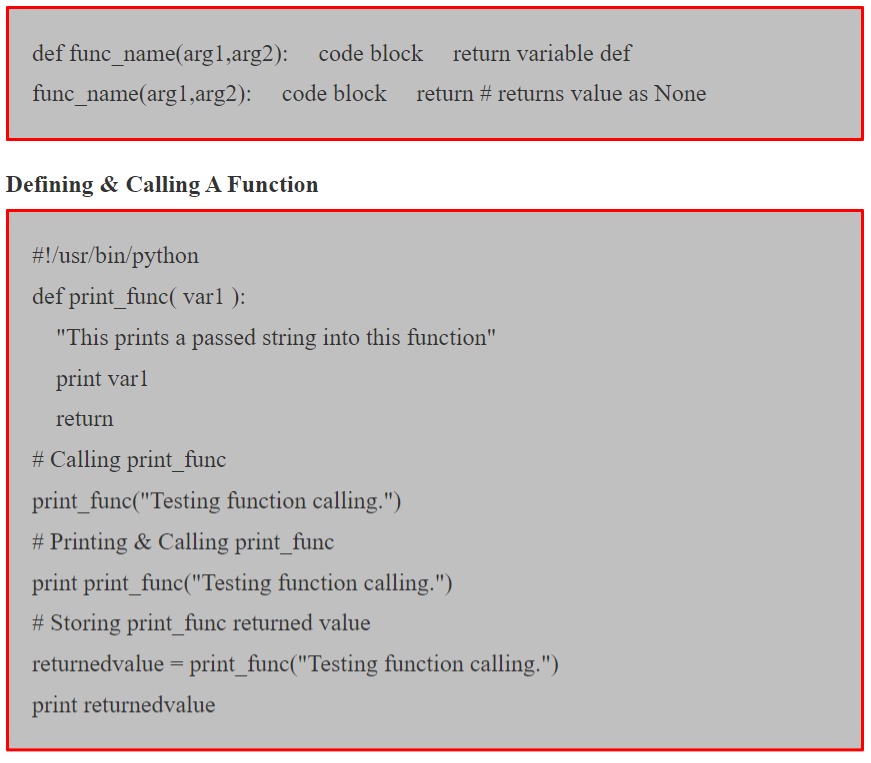 def func_name(arg1,arg2):     code block     return variable def
func_name(arg1,arg2):     code block     return # returns value as None
Defining & Calling A Function
#!/usr/bin/python
def print_func( var1 ):
    "This prints a passed string into this function"
    print var1
    return
# Calling print_func
print_func("Testing function calling.")
# Printing & Calling print_func
print print_func("Testing function calling.")
# Storing print_func returned value
returnedvalue = print_func("Testing function calling.")
print returnedvalue